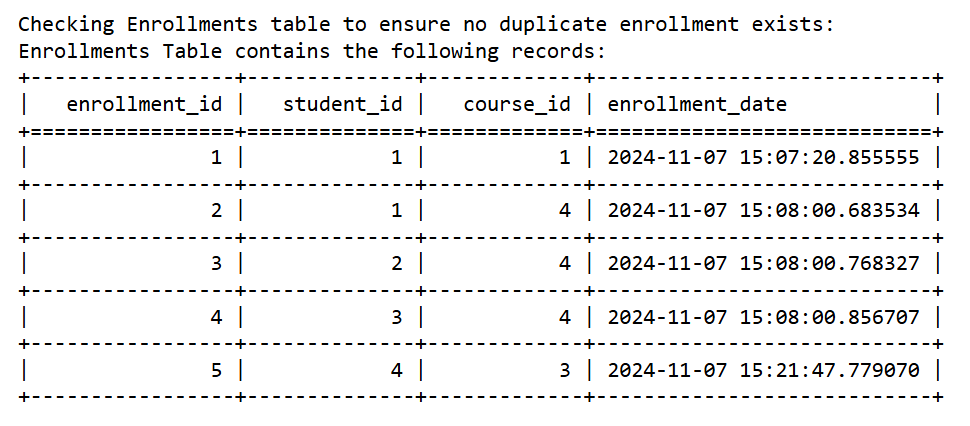 Checking Enrollments table to ensure no duplicate enrollment exists:
Enrollments Table contains the following records:
+-----------------+--------------+-------------+----------------------------+
|   enrollment_id |   student_id |   course_id | enrollment_date            |
+=================+==============+=============+============================+
|               1 |            1 |           1 | 2024-11-07 15:07:20.855555 |
+-----------------+--------------+-------------+----------------------------+
|               2 |            1 |           4 | 2024-11-07 15:08:00.683534 |
+-----------------+--------------+-------------+----------------------------+
|               3 |            2 |           4 | 2024-11-07 15:08:00.768327 |
+-----------------+--------------+-------------+----------------------------+
|               4 |            3 |           4 | 2024-11-07 15:08:00.856707 |
+-----------------+--------------+-------------+----------------------------+
|               5 |            4 |           3 | 2024-11-07 15:21:47.779070 |
+-----------------+--------------+-------------+----------------------------+